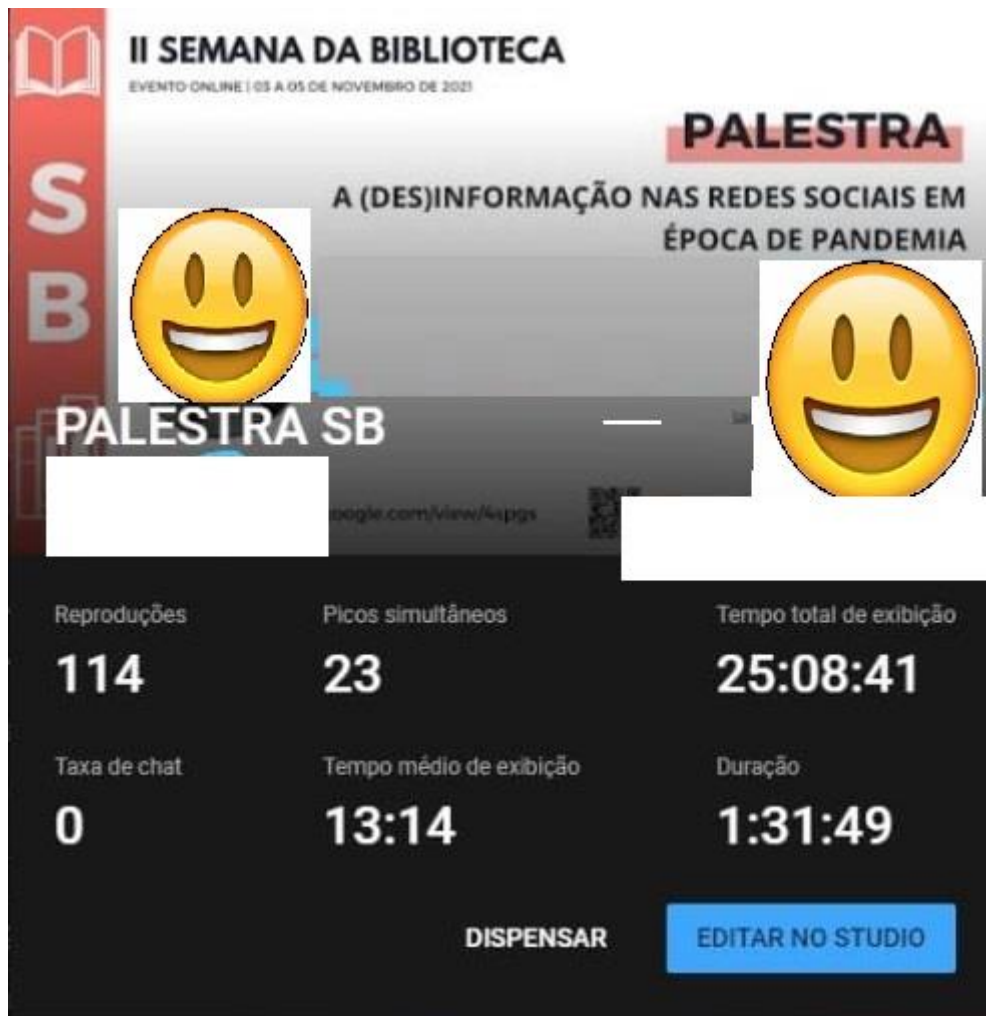 II SEMANA DA BIBLIOTECA
EVENTO ONLINE | 03 A 05 DE NOVEMBRO DE 2021
PALESTRA
A (DES)INFORMAÇÃO NAS REDES SOCIAIS EM
ÉPOCA DE PANDEMIA
S
B
PALESTRA SB
oogle.com/view/4spgs
Reproduções
Picos simultâneos
Tempo total de exibição
114
23
25:08:41
Taxa de chat
Tempo médio de exibição
Duração
0
13:14
1:31:49
DISPENSAR
EDITAR NO STUDIO